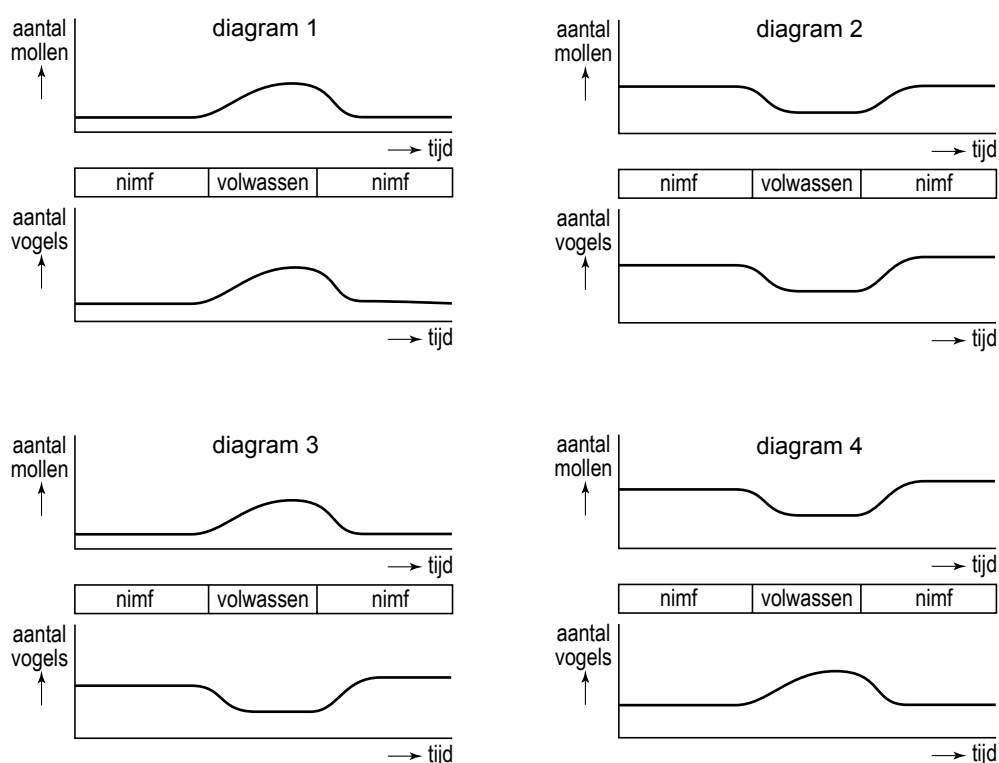 diagram 1
aantal
mollen
tijd
nimf volwassen nimf
aantal
vogels
tijd
diagram 2
aantal
mollen
tijd
nimf volwassen nimf
aantal
vogels
tijd
diagram 3
aantal
mollen
tijd
nimf volwassen nimf
aantal
vogels
tijd
diagram 4
aantal
mollen
tijd
nimf volwassen nimf
aantal
vogels
tijd